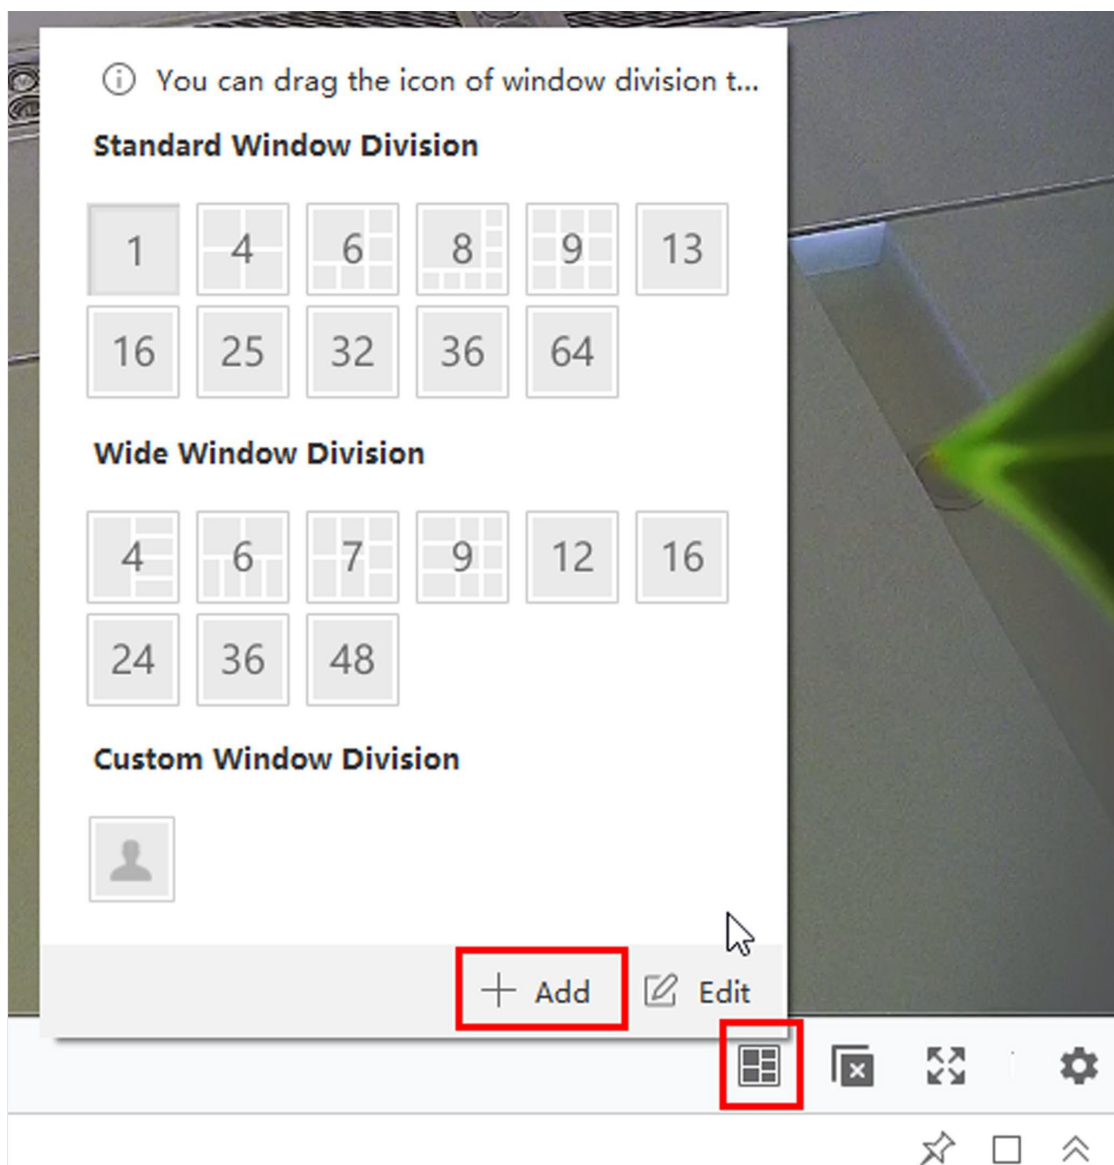 You can drag the icon of window division t...
Standard Window Division
1 4 6 8 9 13
16 25 32 36 64
Wide Window Division
4 6 7 9 12 16
24 36 48
Custom Window Division
Add Edit